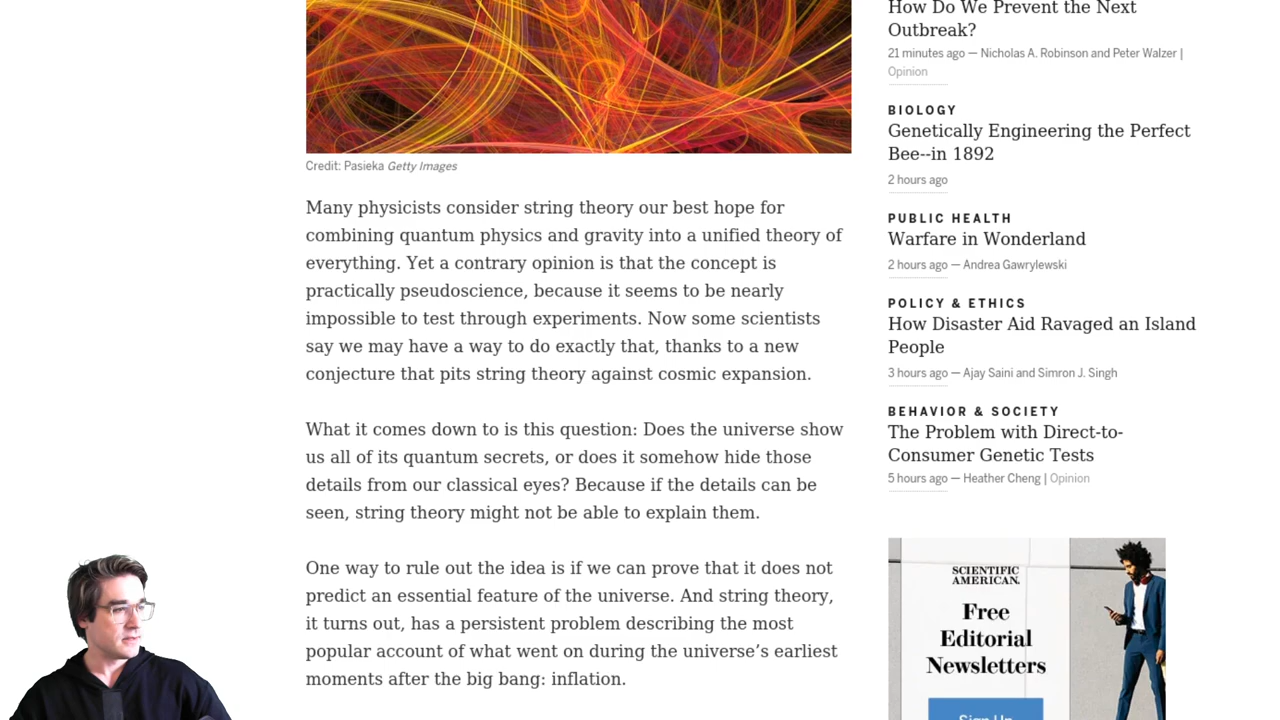 Credit: Pasieka Getty Images
Many physicists consider string theory our best hope for
combining quantum physics and gravity into a unified theory of
everything. Yet a contrary opinion is that the concept is
practically pseudoscience, because it seems to be nearly
impossible to test through experiments. Now some scientists
say we may have a way to do exactly that, thanks to a new
conjecture that pits string theory against cosmic expansion.
What it comes down to is this question: Does the universe show
us all of its quantum secrets, or does it somehow hide those
details from our classical eyes? Because if the details can be
seen, string theory might not be able to explain them.
One way to rule out the idea is if we can prove that it does not
predict an essential feature of the universe. And string theory,
it turns out, has a persistent problem describing the most
popular account of what went on during the universe’s earliest
moments after the big bang: inflation.
How Do We Prevent the Next
Outbreak?
21 minutes ago — Nicholas A. Robinson and Peter Walzer |
Opinion
BIOLOGY
Genetically Engineering the Perfect
Bee--in 1892
2 hours ago
PUBLIC HEALTH
Warfare in Wonderland
2 hours ago — Andrea Gawrylewski
POLICY & ETHICS
How Disaster Aid Ravaged an Island
People
3 hours ago — Ajay Saini and Simron J. Singh
BEHAVIOR & SOCIETY
The Problem with Direct-to-
Consumer Genetic Tests
5 hours ago — Heather Cheng | Opinion
SCIENTIFIC
AMERICAN.
Free
Editorial
Newsletters
Sign Up